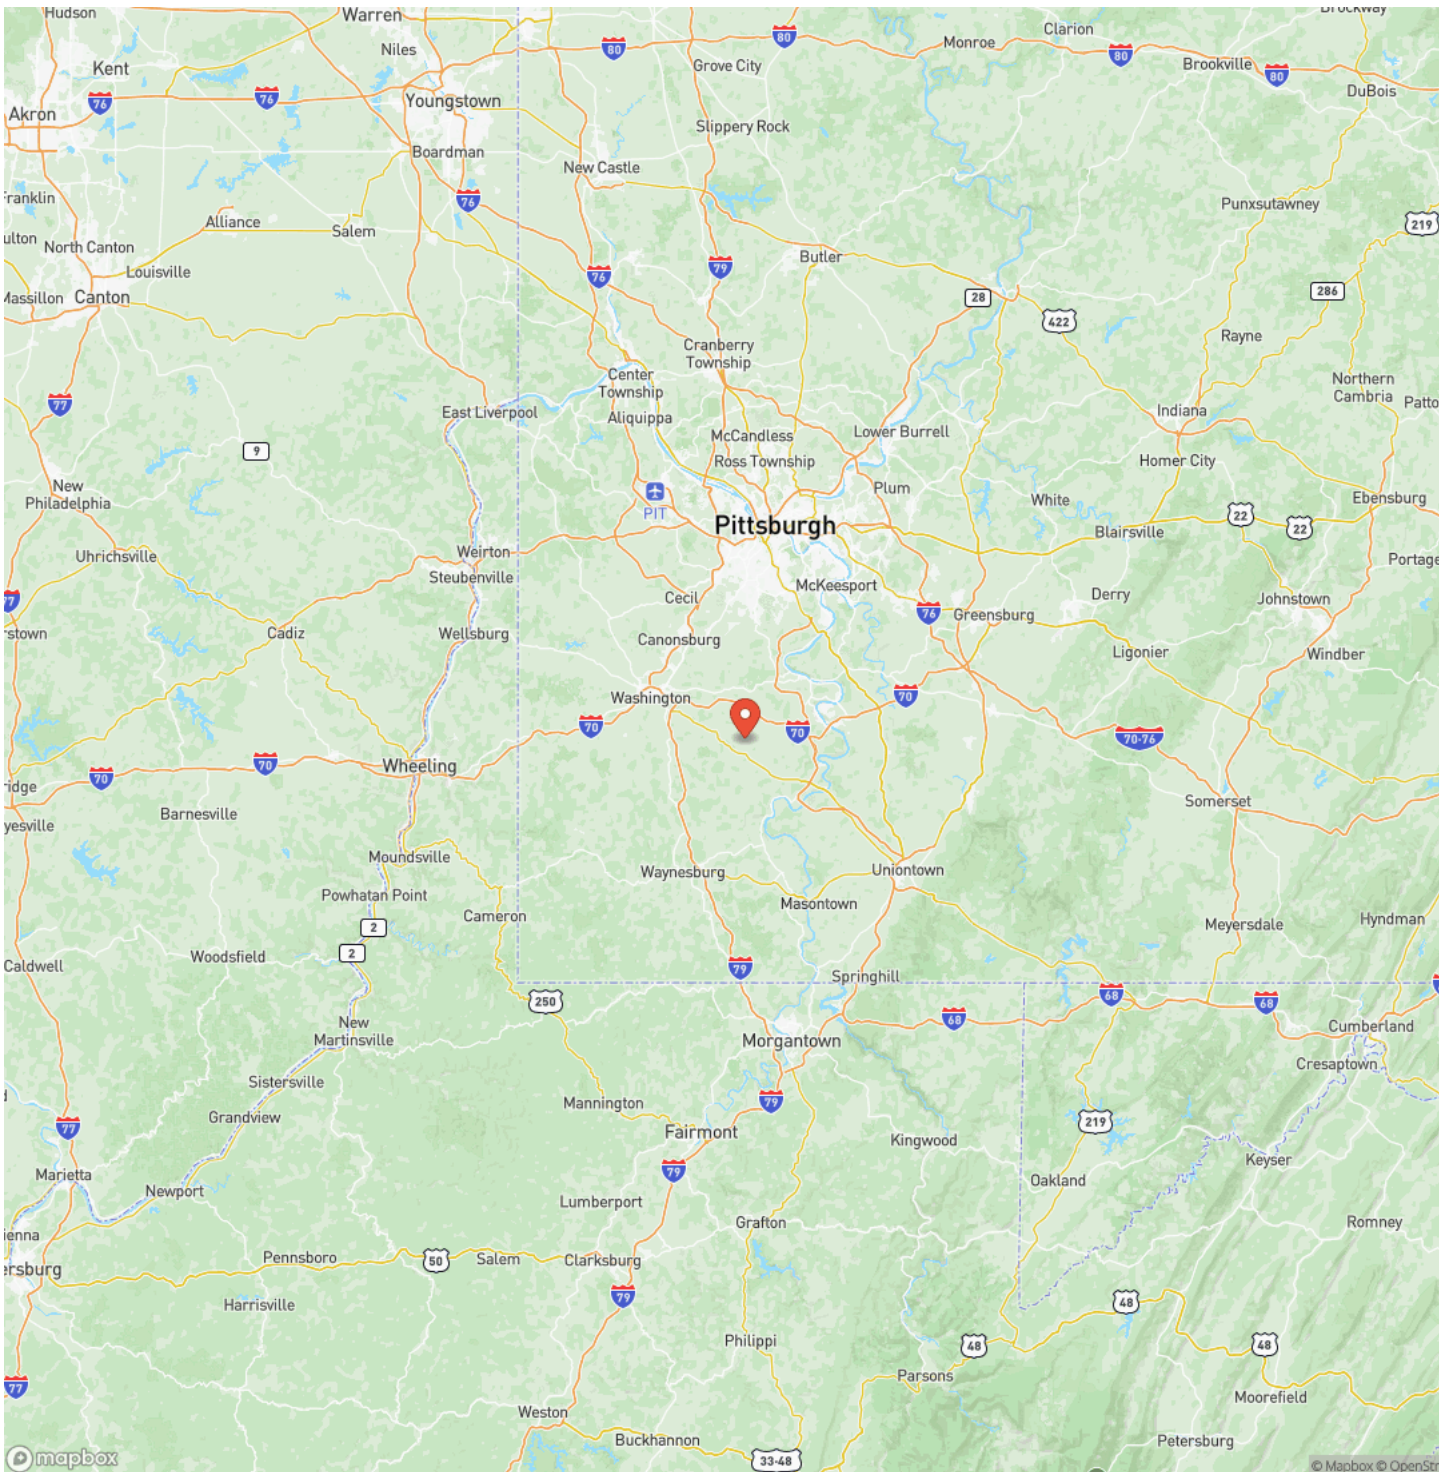 Hudson
Warren
Brockway
Clarion
Niles
Monroe
80
80
80
80
Kent
Grove City
Brookville
DuBois
76
76
Youngstown
Akron
Slippery Rock
Boardman
New Castle
76
Franklin
Punxsutawney
Alliance
Salem
219
ulton
North Canton
Butler
Louisville
76
79
Massillon
Canton
28
286
422
Rayne
Cranberry
Township
Center
Township
Northern
Cambria
77
Patto
East Liverpool
Aliquippa
Indiana
McCandless
Lower Burrell
9
Ross Township
Homer City
New
Philadelphia
Plum
White
Ebensburg
PIT
22
22
Pittsburgh
Blairsville
Uhrichsville
Weirton
Portage
Steubenville
McKeesport
Cecil
Derry
77
76
Johnstown
Greensburg
rstown
Cadiz
Wellsburg
Canonsburg
Ligonier
Windber
Washington
70
70
70
70-76
70
70
Wheeling
ridge
Barnesville
Somerset
yesville
Moundsville
Waynesburg
Uniontown
Powhatan Point
Masontown
Cameron
Meyersdale
Hyndman
2
2
Woodsfield
Caldwell
79
Springhill
250
68
68
68
New
Martinsville
Cumberland
Morgantown
Cresaptown
Sistersville
Mannington
79
Grandview
219
77
Fairmont
Kingwood
79
Keyser
Marietta
Oakland
Newport
Lumberport
Grafton
Romney
ienna
Pennsboro
50
Salem
Clarksburg
ersburg
79
48
Harrisville
Philippi
48
48
Parsons
77
Moorefield
Weston
Buckhannon
Petersburg
33-48
mapbox
© Mapbox © OpenStr